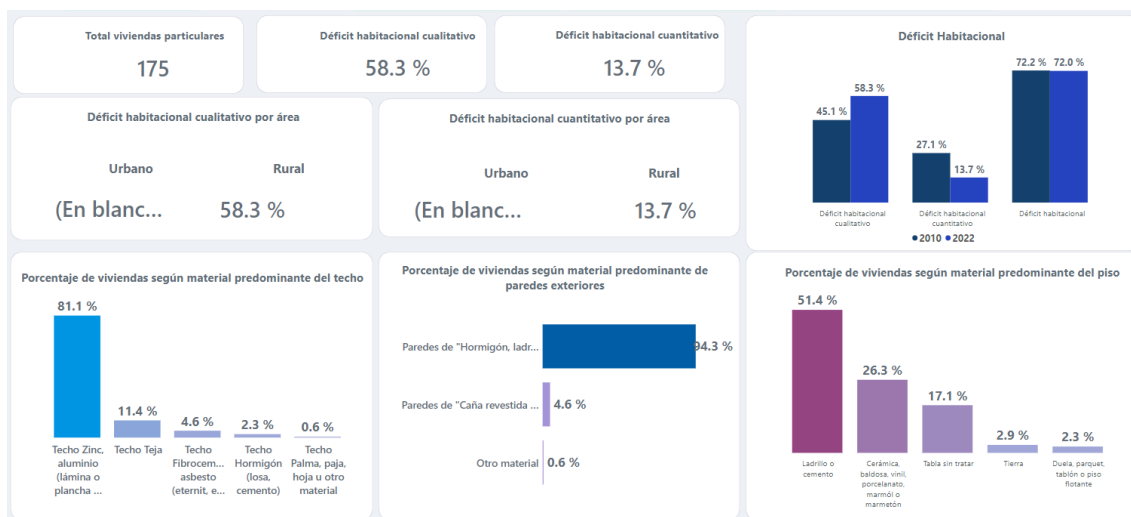 Total viviendas particulares
175
Déficit habitacional cualitativo
58.3 %
Déficit habitacional cuantitativo
13.7 %
Déficit habitacional cualitativo por área
Urbano
Rural
(En blanc...
58.3 %
Déficit habitacional cuantitativo por área
Urbano
Rural
(En blanc...
13.7 %
Déficit Habitacional
45.1 %
58.3 %
27.1 %
13.7 %
72.2 %
72.0 %
Déficit habitacional
cualitativo
Déficit habitacional
cuantitativo
Déficit habitacional
2010
2022
Porcentaje de viviendas según material predominante del techo
81.1 %
11.4 %
4.6 %
2.3 %
0.6 %
Techo Zinc,
aluminio
(lámina o
plancha ...
Techo Teja
Techo
Fibrocem...
asbesto
(eternit, e...
Techo
Hormigón
(losa,
cemento)
Techo
Palma, paja,
hoja u otro
material
Porcentaje de viviendas según material predominante de
paredes exteriores
Paredes de "Hormigón, ladr...
94.3 %
Paredes de "Caña revestida ...
4.6 %
Otro material
0.6 %
Porcentaje de viviendas según material predominante del piso
51.4 %
26.3 %
17.1 %
2.9 %
2.3 %
Ladrillo o
cemento
Cerámica,
baldosa, vinil,
porcelanato,
marmól o
marmetón
Tabla sin tratar
Tierra
Duela, parquet,
tablón o piso
flotante